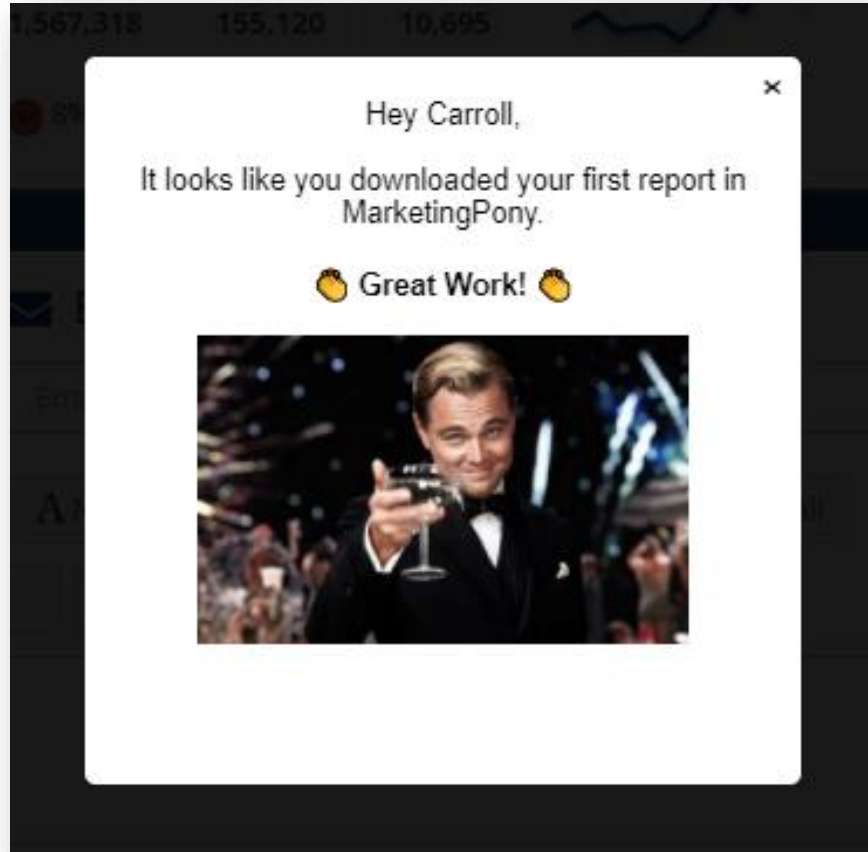 1,567,318 155,120 10,695
8%
×
Hey Carroll,
It looks like you downloaded your first report in
MarketingPony.
👏 Great Work! 👏